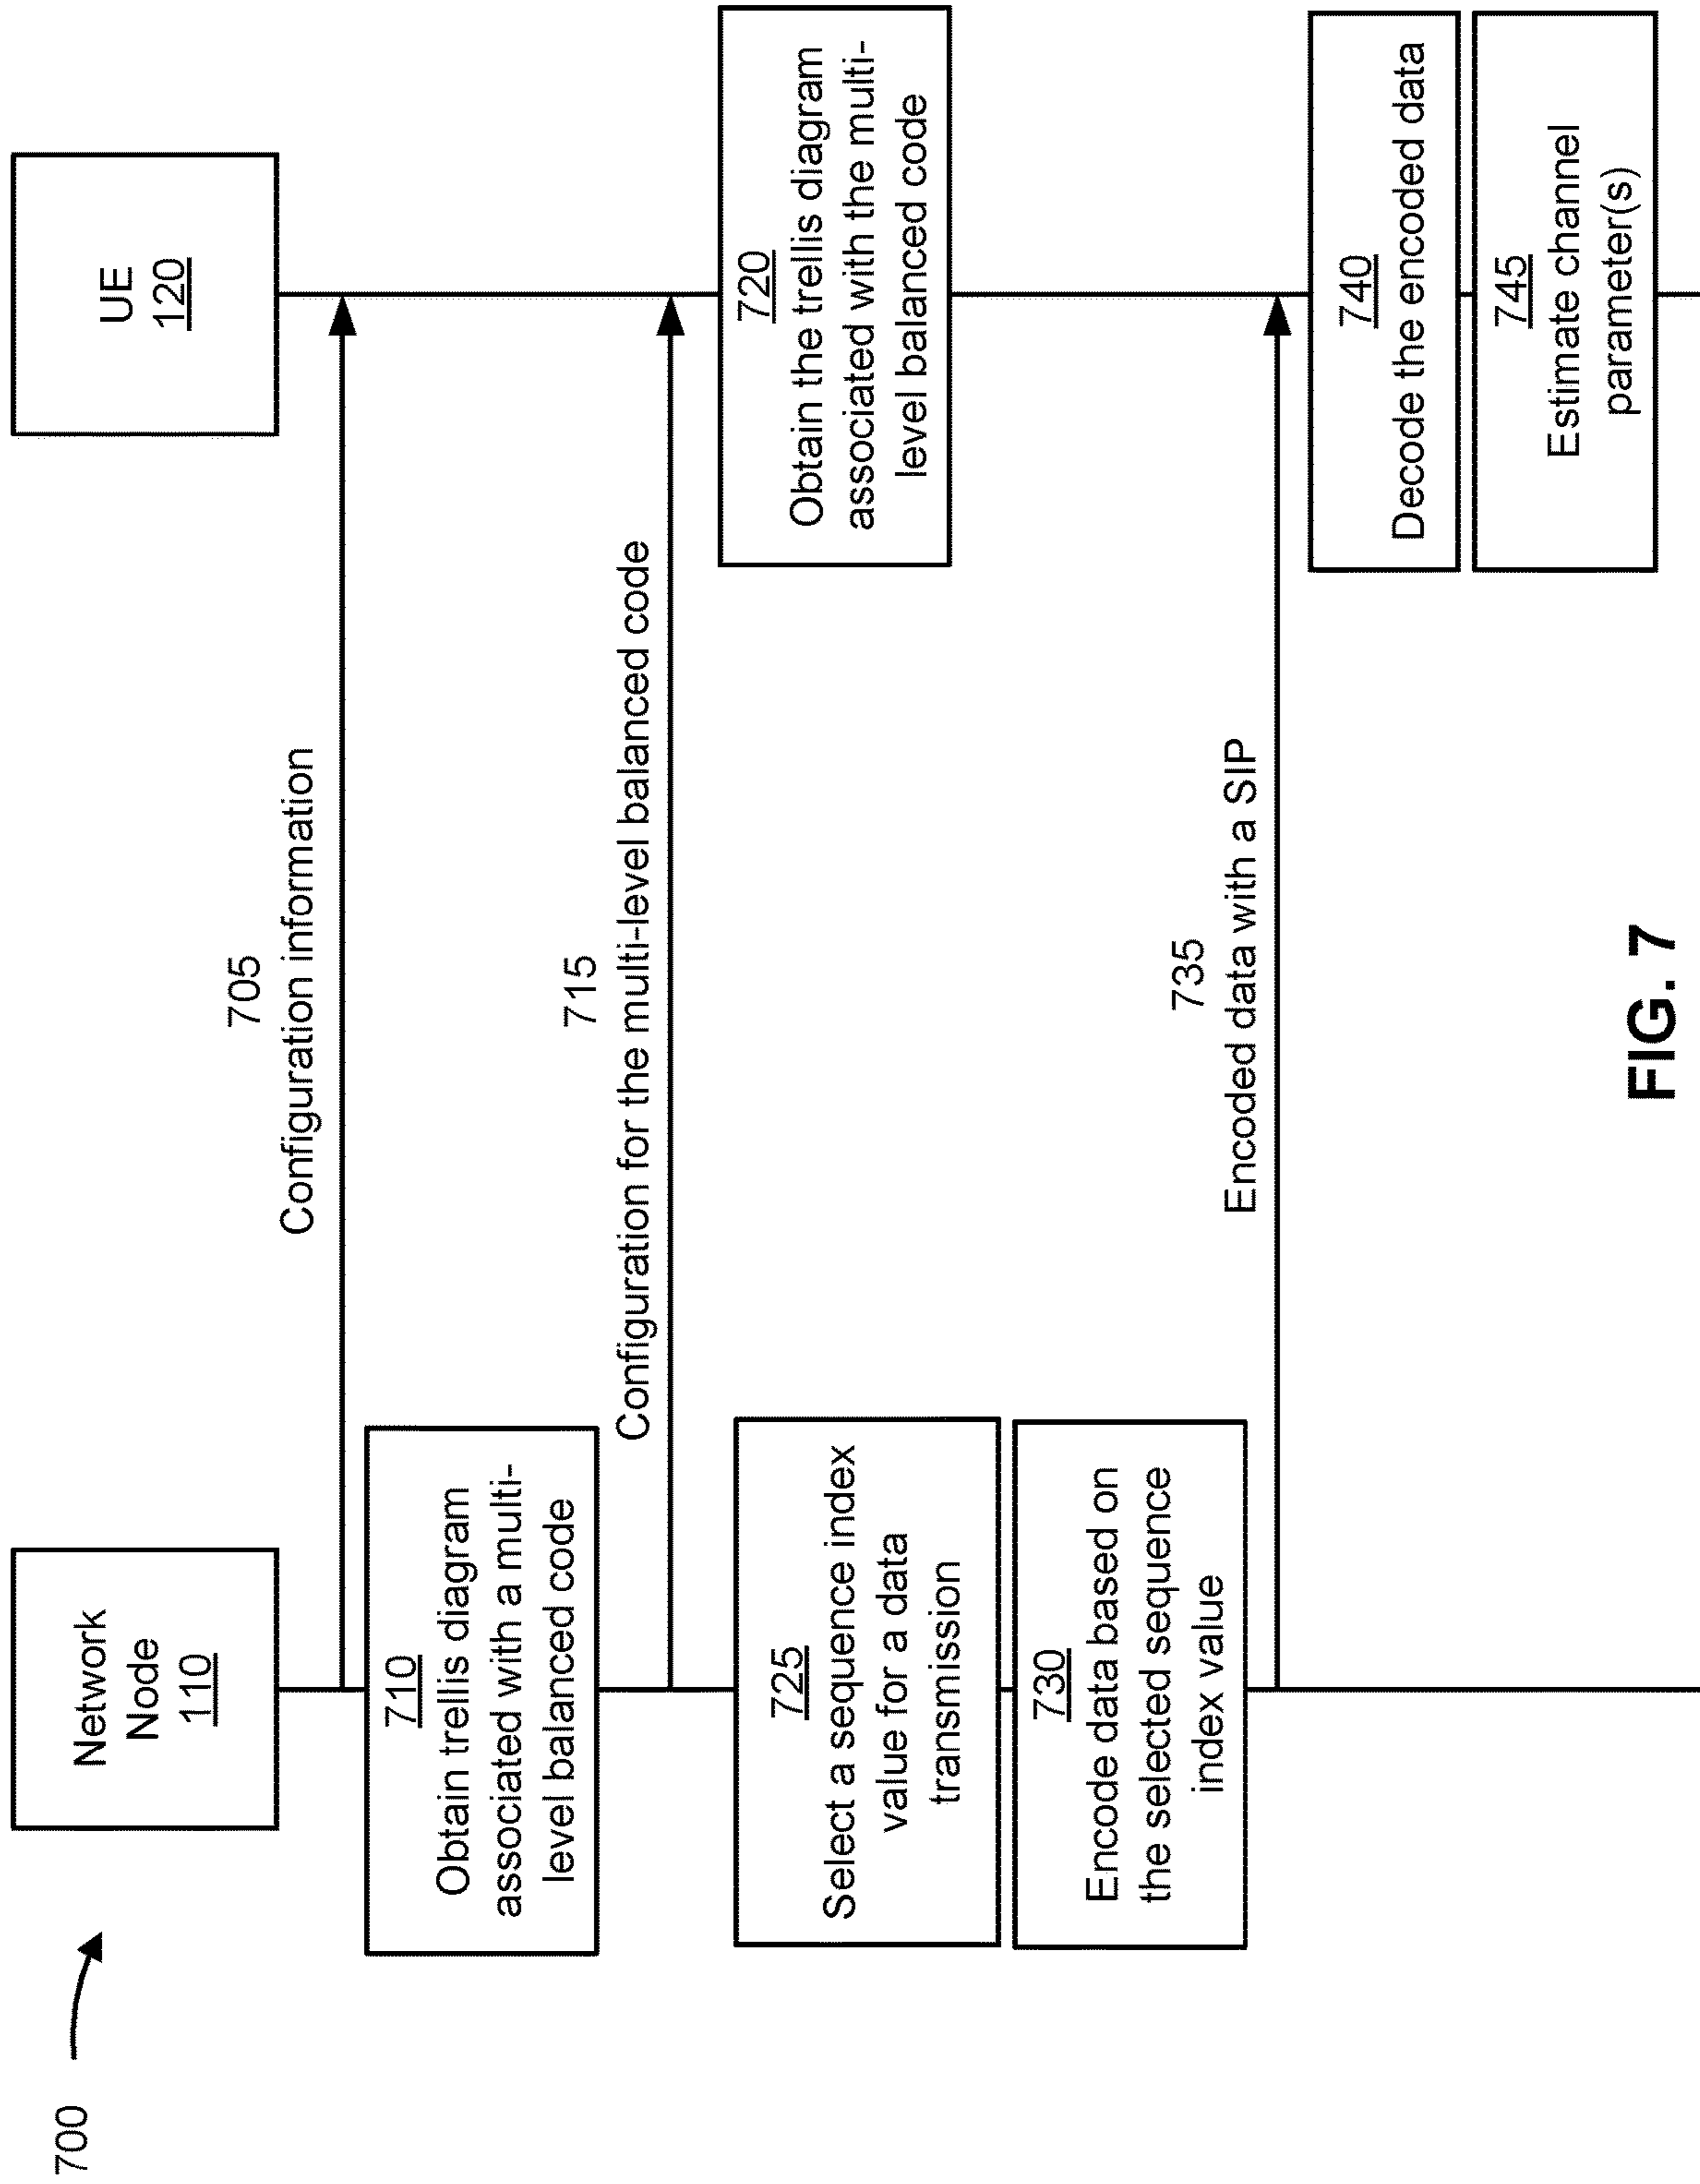 700
Network
Node
110
UE
120
705
Configuration information
710
Obtain trellis diagram
associated with a multi-
level balanced code
715
Configuration for the multi-level balanced code
720
Obtain the trellis diagram
associated with the multi-
level balanced code
725
Select a sequence index
value for a data
transmission
730
Encode data based on
the selected sequence
index value
735
Encoded data with a SIP
740
Decode the encoded data
745
Estimate channel
parameter(s)
FIG. 7